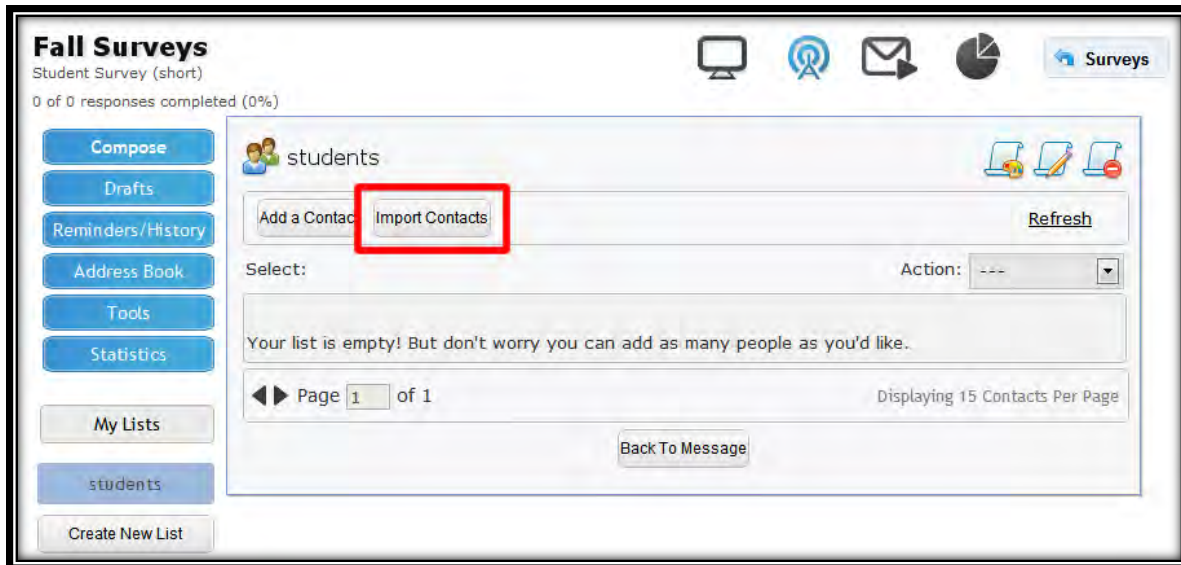 Fall Surveys
Student Survey (short)
0 of 0 responses completed (0%)
Surveys
Compose
Drafts
Reminders/History
Address Book
Tools
Statistics
My Lists
students
Create New List
students
Add a Contac
Import Contacts
Refresh
Select:
Action: ---
Your list is empty! But don't worry you can add as many people as you'd like.
Page 1 of 1
Displaying 15 Contacts Per Page
Back To Message